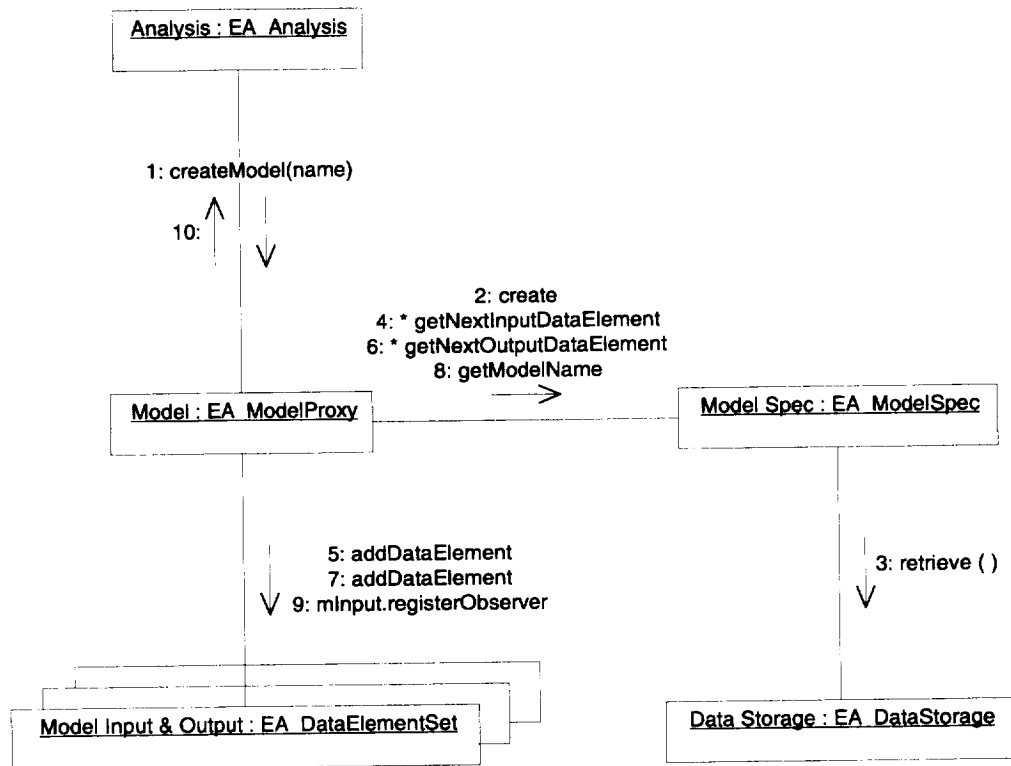 Analysis : EA_Analysis
1: createModel(name)
10:
2: create
4: * getNextInputDataElement
6: * getNextOutputDataElement
8: getModelName
Model : EA_ModelProxy
Model Spec : EA_ModelSpec
5: addDataElement
7: addDataElement
9: mInput.registerObserver
3: retrieve ( )
Model Input & Output : EA_DataElementSet
Data Storage : EA_DataStorage